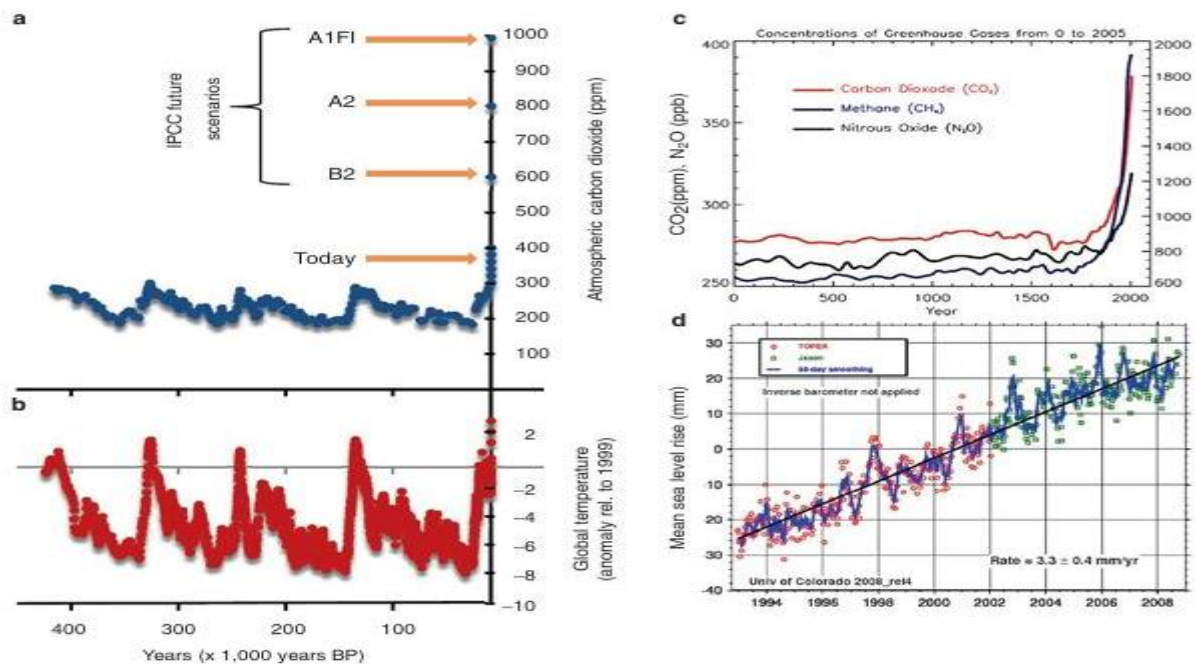 a
IPCC future
scenarios
A1FI
A2
B2
Today
1000
900
800
700
600
500
400
300
200
100
Atmospheric carbon dioxide (ppm)
b
2
−2
−4
−6
−8
−10
Global temperature
(anomaly rel. to 1999)
400 300 200 100
Years (x 1,000 years BP)
c
Concentrations of Greenhouse Gases from 0 to 2005
400
350
300
250
CO2(ppm), N2O (ppb)
Carbon Dioxade (CO₂)
Methane (CH₄)
Nitrous Oxide (N₂O)
2000
1800
1600
1400
1200
1000
800
600
0 500 1000 1500 2000
Year
d
30
20
10
0
10
20
30
-40
Mean sea level rise (mm)
TOPEX
Jason
60-day smoothing
Inverse barometer not applied
Rate = 3.3 ± 0.4 mm/yr
Univ of Colorado 2008_rel4
1994 1996 1998 2000 2002 2004 2006 2008